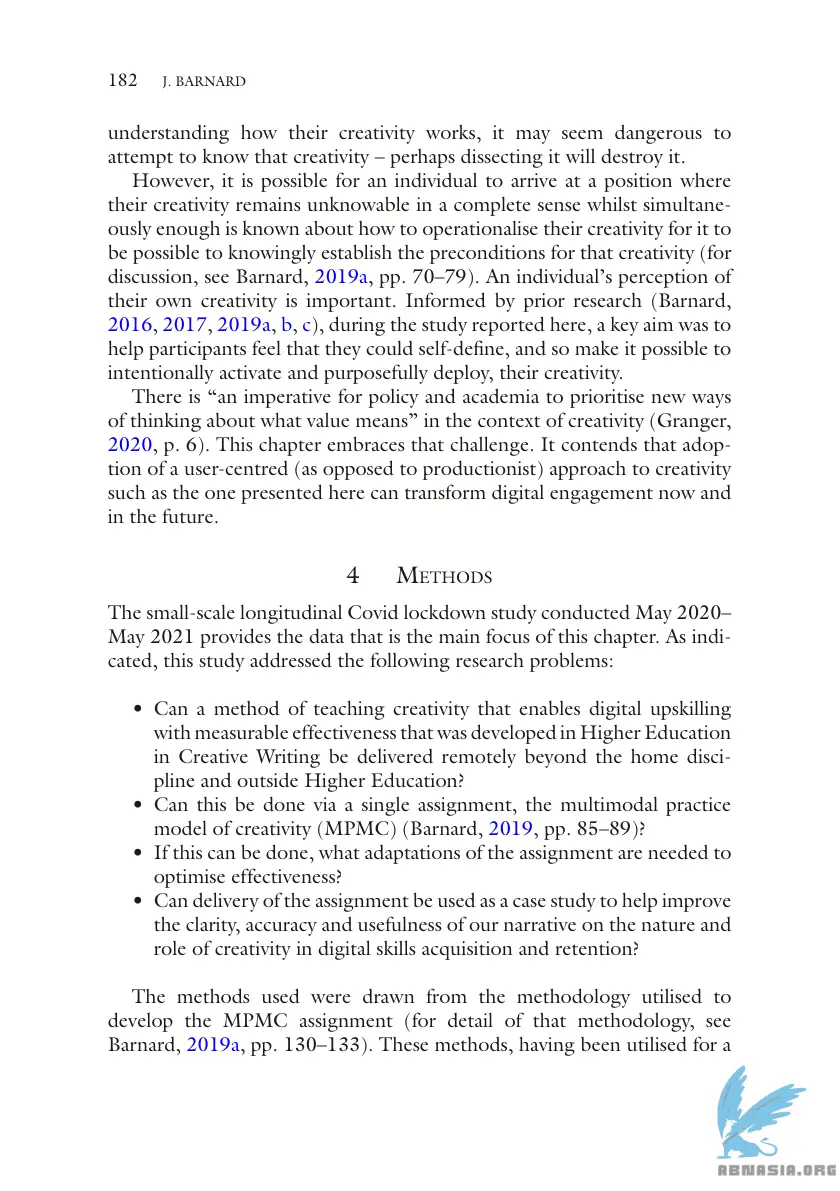 182 J. BARNARD
understanding how their creativity works, it may seem dangerous to
attempt to know that creativity – perhaps dissecting it will destroy it.
However, it is possible for an individual to arrive at a position where
their creativity remains unknowable in a complete sense whilst simultane-
ously enough is known about how to operationalise their creativity for it to
be possible to knowingly establish the preconditions for that creativity (for
discussion, see Barnard, 2019a, pp. 70–79). An individual’s perception of
their own creativity is important. Informed by prior research (Barnard,
2016, 2017, 2019a, b, c), during the study reported here, a key aim was to
help participants feel that they could self-define, and so make it possible to
intentionally activate and purposefully deploy, their creativity.
There is “an imperative for policy and academia to prioritise new ways
of thinking about what value means” in the context of creativity (Granger,
2020, p. 6). This chapter embraces that challenge. It contends that adop-
tion of a user-centred (as opposed to productionist) approach to creativity
such as the one presented here can transform digital engagement now and
in the future.
4 METHODS
The small-scale longitudinal Covid lockdown study conducted May 2020–
May 2021 provides the data that is the main focus of this chapter. As indi-
cated, this study addressed the following research problems:
• Can a method of teaching creativity that enables digital upskilling
with measurable effectiveness that was developed in Higher Education
in Creative Writing be delivered remotely beyond the home disci-
pline and outside Higher Education?
• Can this be done via a single assignment, the multimodal practice
model of creativity (MPMC) (Barnard, 2019, pp. 85–89)?
• If this can be done, what adaptations of the assignment are needed to
optimise effectiveness?
• Can delivery of the assignment be used as a case study to help improve
the clarity, accuracy and usefulness of our narrative on the nature and
role of creativity in digital skills acquisition and retention?
The methods used were drawn from the methodology utilised to
develop the MPMC assignment (for detail of that methodology, see
Barnard, 2019a, pp. 130–133). These methods, having been utilised for a
ABNASIA.ORG